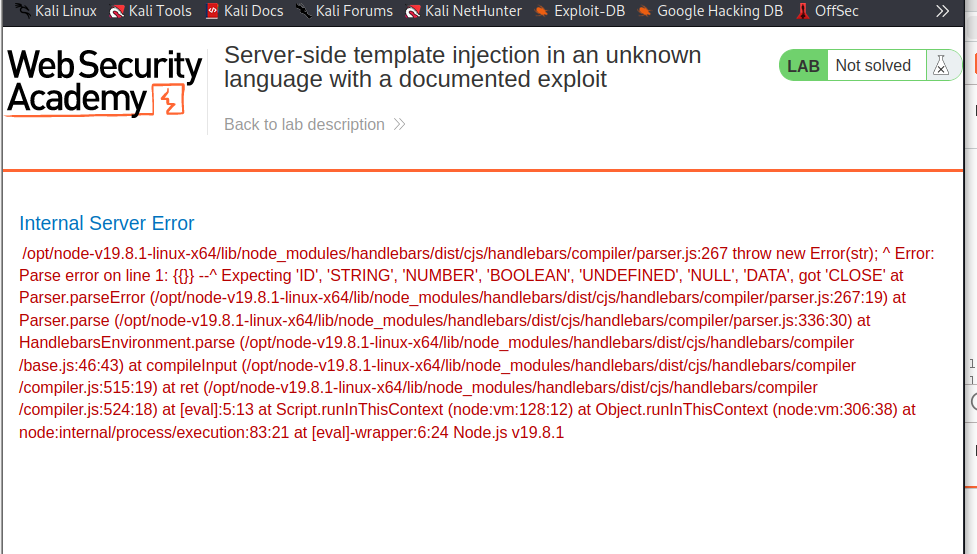 Kali Linux Kali Tools Kali Docs Kali Forums Kali NetHunter Exploit-DB Google Hacking DB OffSec
Web Security
Academy
Server-side template injection in an unknown
language with a documented exploit
LAB Not solved
Back to lab description
Internal Server Error
/opt/node-v19.8.1-linux-x64/lib/node_modules/handlebars/dist/cjs/handlebars/compiler/parser.js:267 throw new Error(str); ^ Error:
Parse error on line 1: {{}} --^ Expecting 'ID', 'STRING', 'NUMBER', 'BOOLEAN', 'UNDEFINED', 'NULL', 'DATA', got 'CLOSE' at
Parser.parseError (/opt/node-v19.8.1-linux-x64/lib/node_modules/handlebars/dist/cjs/handlebars/compiler/parser.js:267:19) at
Parser.parse (/opt/node-v19.8.1-linux-x64/lib/node_modules/handlebars/dist/cjs/handlebars/compiler/parser.js:336:30) at
HandlebarsEnvironment.parse (/opt/node-v19.8.1-linux-x64/lib/node_modules/handlebars/dist/cjs/handlebars/compiler
/base.js:46:43) at compileInput (/opt/node-v19.8.1-linux-x64/lib/node_modules/handlebars/dist/cjs/handlebars/compiler
/compiler.js:515:19) at ret (/opt/node-v19.8.1-linux-x64/lib/node_modules/handlebars/dist/cjs/handlebars/compiler
/compiler.js:524:18) at [eval]:5:13 at Script.runInThisContext (node:vm:128:12) at Object.runInThisContext (node:vm:306:38) at
node:internal/process/execution:83:21 at [eval]-wrapper:6:24 Node.js v19.8.1